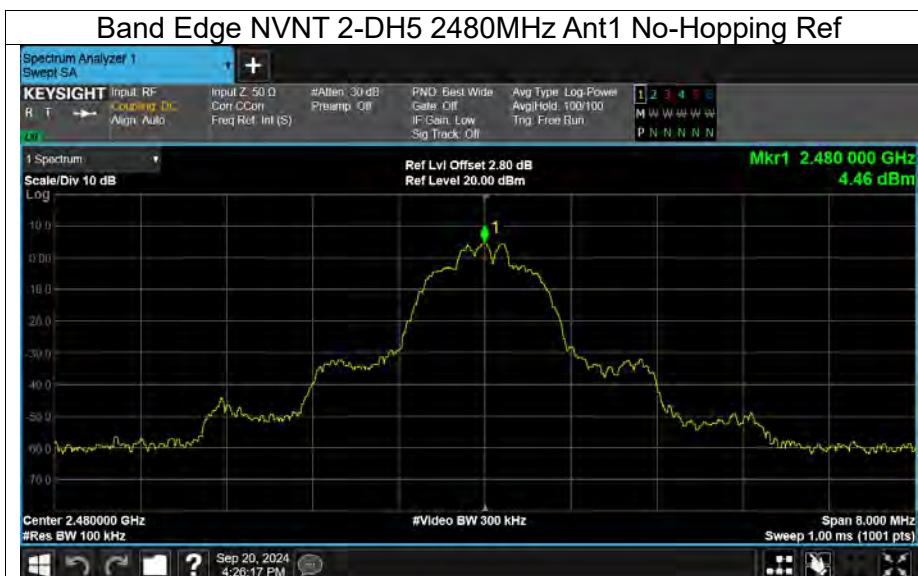 Band Edge NVNT 2-DH5 2480MHz Ant1 No-Hopping Ref
Spectrum Analyzer 1
Swept SA
+
KEYSIGHT Input: RF Input Z: 50 Ω #Atten: 30 dB PNO: Best Wide Avg Type: Log-Power 1 2 3 4 5 6
R T Coupling: DC Corr CCorr Preamp: Off Gate: Off Avg|Hold: 100/100 M W W W W W W
Align: Auto Freq Ref: Int (S) IF Gain: Low Trig: Free Run
Sig Track: Off P N N N N N N
1 Spectrum Ref Lvl Offset 2.80 dB Mkr1 2.480 000 GHz
Scale/Div 10 dB Ref Level 20.00 dBm 4.46 dBm
Log
10.0
0.00
-10.0
-20.0
-30.0
-40.0
-50.0
-60.0
-70.0
1
Center 2.480000 GHz #Video BW 300 kHz Span 8.000 MHz
#Res BW 100 kHz Sweep 1.00 ms (1001 pts)
? Sep 20, 2024
4:26:17 PM